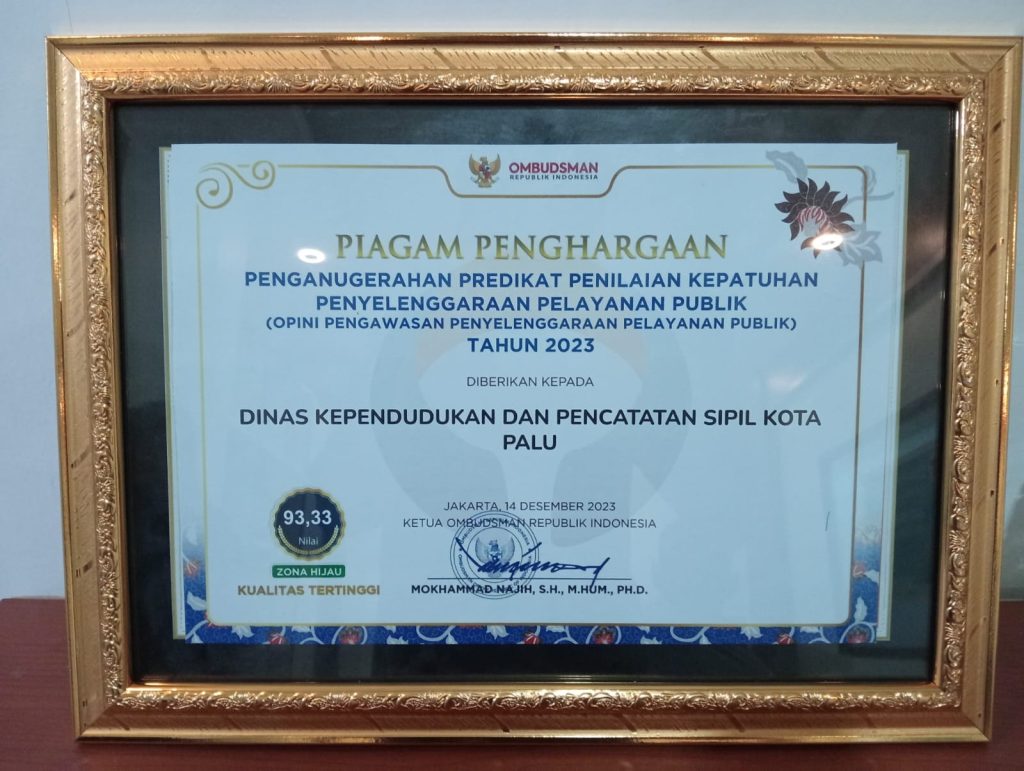 OMBUDSMAN
REPUBLIK INDONESIA
PIAGAM PENGHARGAAN
PENGANUGERAHAN PREDIKAT PENILAIAN KEPATUHAN
PENYELENGGARAAN PELAYANAN PUBLIK
(OPINI PENGAWASAN PENYELENGGARAAN PELAYANAN PUBLIK)
TAHUN 2023
DIBERIKAN KEPADA
DINAS KEPENDUDUKAN DAN PENCATATAN SIPIL KOTA
PALU
JAKARTA, 14 DESEMBER 2023
KETUA OMBUDSMAN REPUBLIK INDONESIA
MOKHAMMAD NAJIH, S.H., M.HUM., PH.D.
93,33
Nilai
ZONA HIJAU
KUALITAS TERTINGGI